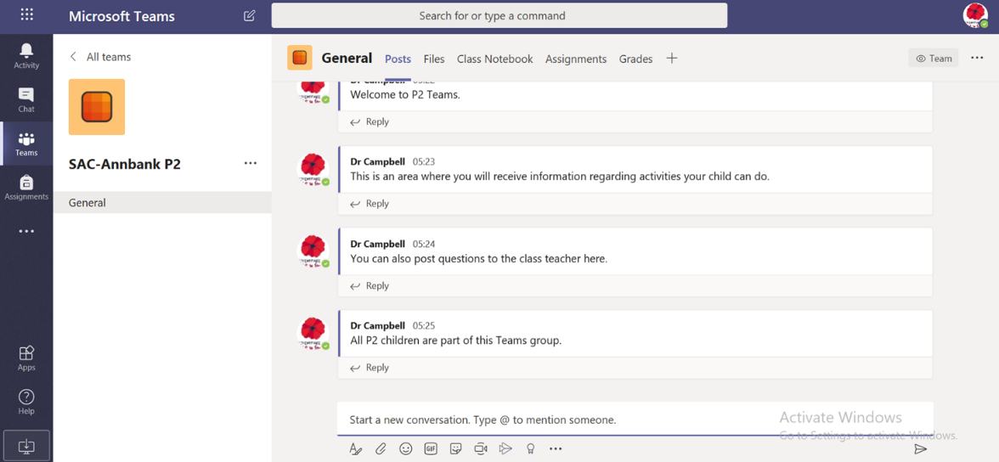 Microsoft Teams
Search for or type a command
Activity
Chat
Teams
Assignments
Apps
Help
All teams
SAC-Annbank P2
General
General Posts Files Class Notebook Assignments Grades
Team
Dr Campbell 05:22
Welcome to P2 Teams.
Reply
Dr Campbell 05:23
This is an area where you will receive information regarding activities your child can do.
Reply
Dr Campbell 05:24
You can also post questions to the class teacher here.
Reply
Dr Campbell 05:25
All P2 children are part of this Teams group.
Reply
Start a new conversation. Type @ to mention someone.
Activate Windows
Go to Settings to activate Windows.
GIF